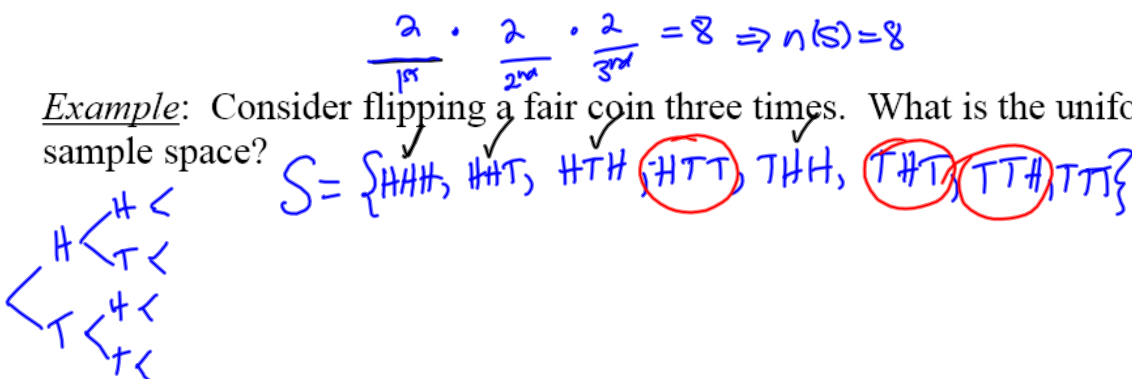 2/1st · 2/2nd · 2/3rd = 8 ⇒ n(S) = 8
Example: Consider flipping a fair coin three times. What is the unifo
sample space?
S = {HHH, HHT, HTH, HTT, THH, THT, TTH, TTT}
H < H <
T <
T < H <
T <